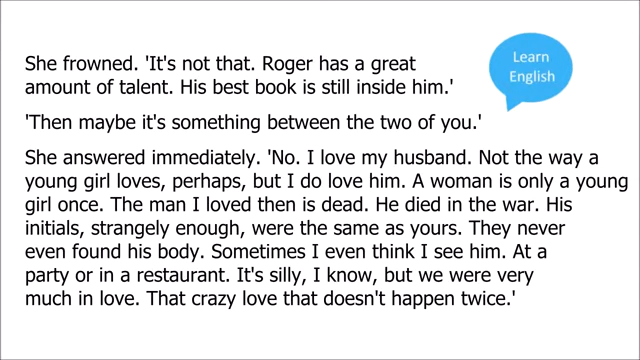 She frowned. 'It's not that. Roger has a great
amount of talent. His best book is still inside him.'
'Then maybe it's something between the two of you.'
She answered immediately. 'No. I love my husband. Not the way a
young girl loves, perhaps, but I do love him. A woman is only a young
girl once. The man I loved then is dead. He died in the war. His
initials, strangely enough, were the same as yours. They never
even found his body. Sometimes I even think I see him. At a
party or in a restaurant. It's silly, I know, but we were very
much in love. That crazy love that doesn't happen twice.'
Learn
English